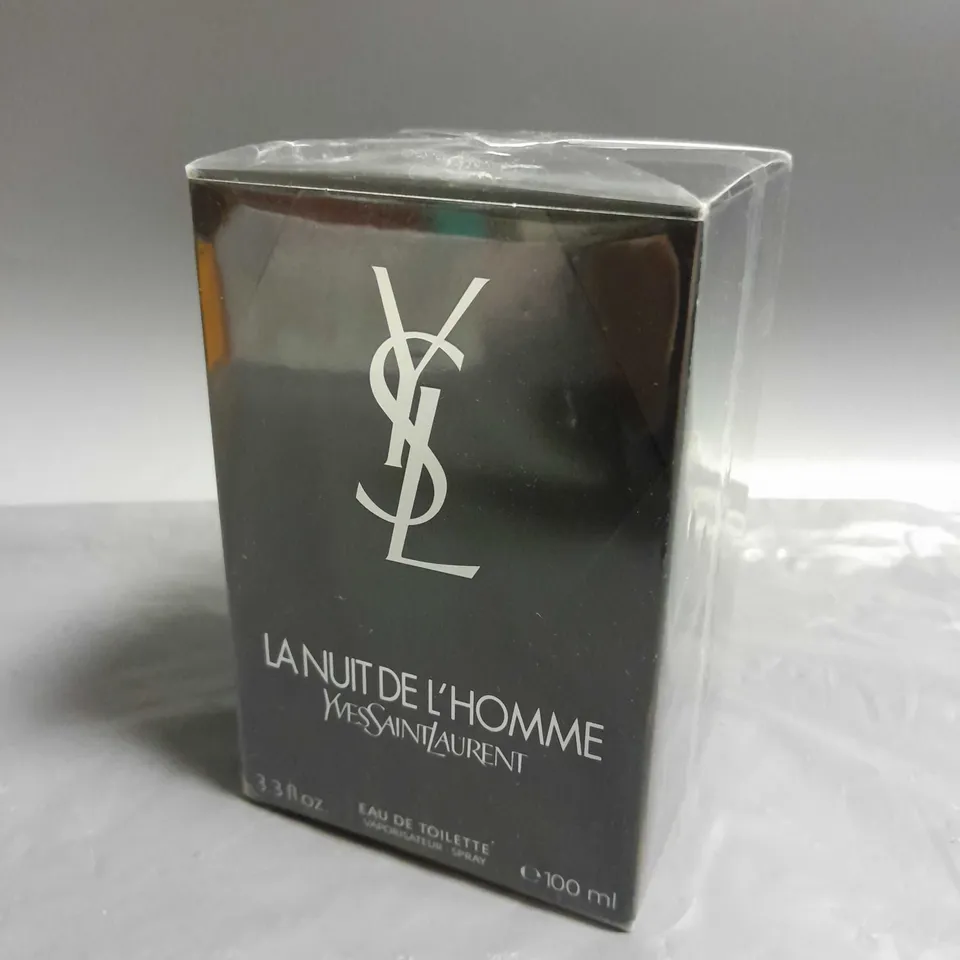 YSL
LA NUIT DE L'HOMME
YVESSAINTLAURENT
3.3 fl oz
EAU DE TOILETTE
VAPORISATEUR SPRAY
e 100 ml